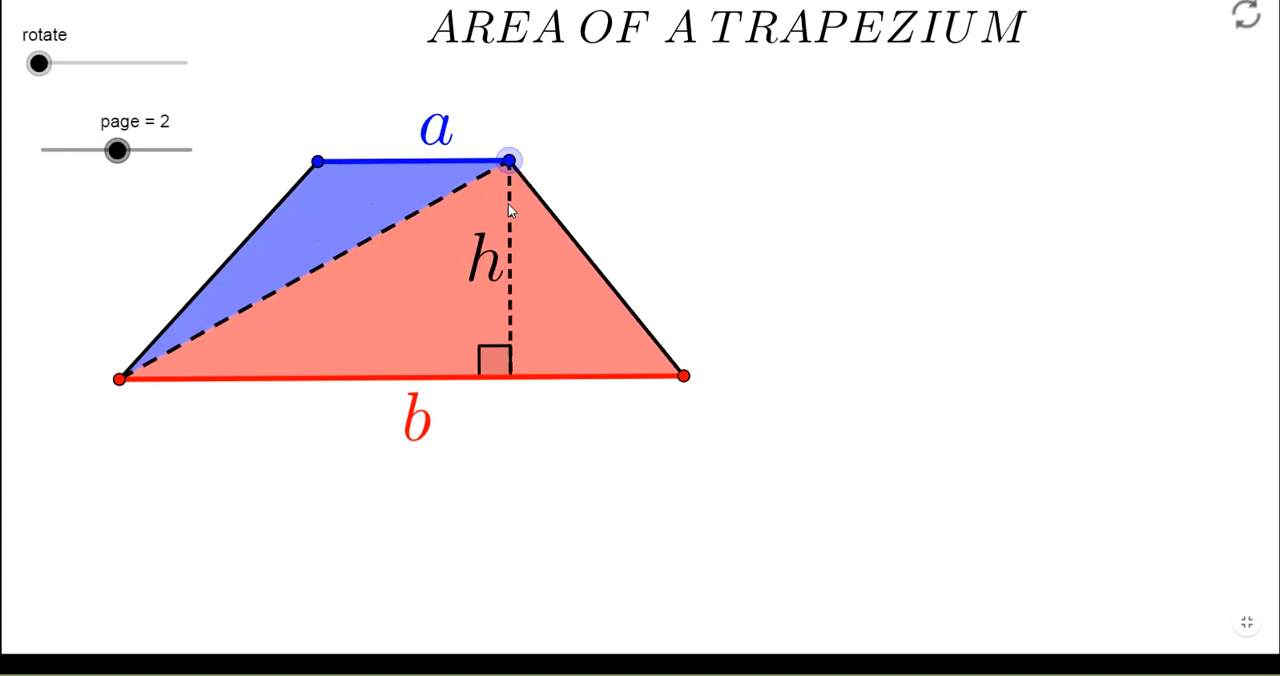 AREA OF A TRAPEZIUM
rotate
page = 2
a
h
b